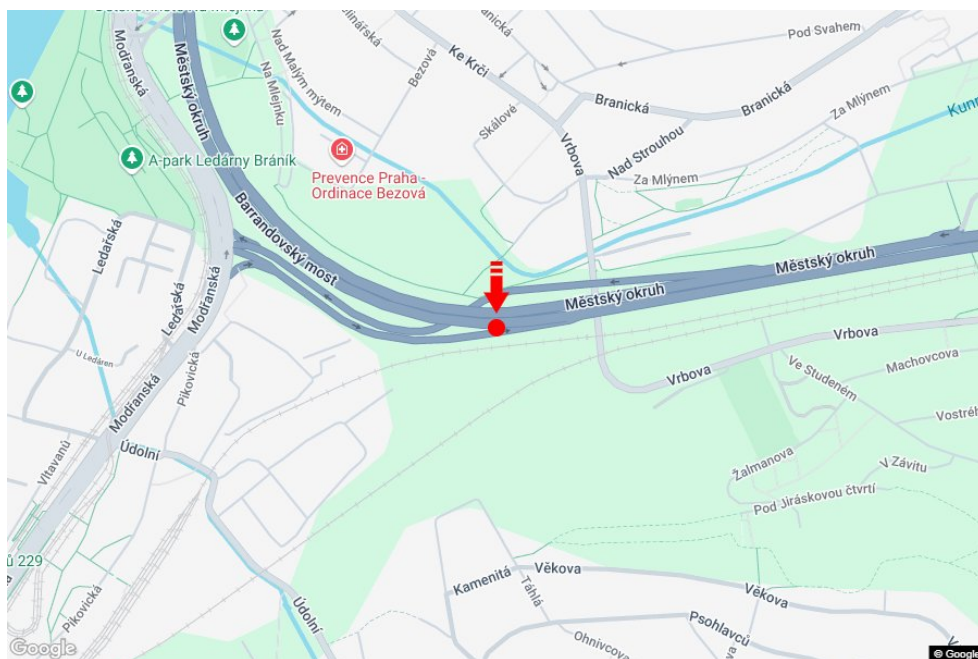 Modřanská
Městský okruh
Nad Malým mýtem
Na Mlejnku
Bezová
Ke Krči
Branická
Pod Svahem
Skálové
Branická
Branická
Za Mlýnem
Vrbova
Nad Strouhou
Za Mlýnem
A-park Ledárny Bráník
Prevence Praha -
Ordinace Bezová
Barrandovský most
Ledařská
Ledařská
Modřanská
Městský okruh
Městský okruh
U Ledáren
Pikovická
Modřanská
Vrbova
Vrbova
Ve Studeném
Machovcova
Vltavanů
Údolní
Žalmanova
V Závitu
Pod Jiráskovou čtvrtí
ů 229
Věkova
Kamenitá
Táhlá
Věkova
Pikovická
Údolní
Psohlavců
Ohnivcova
Google
© Google